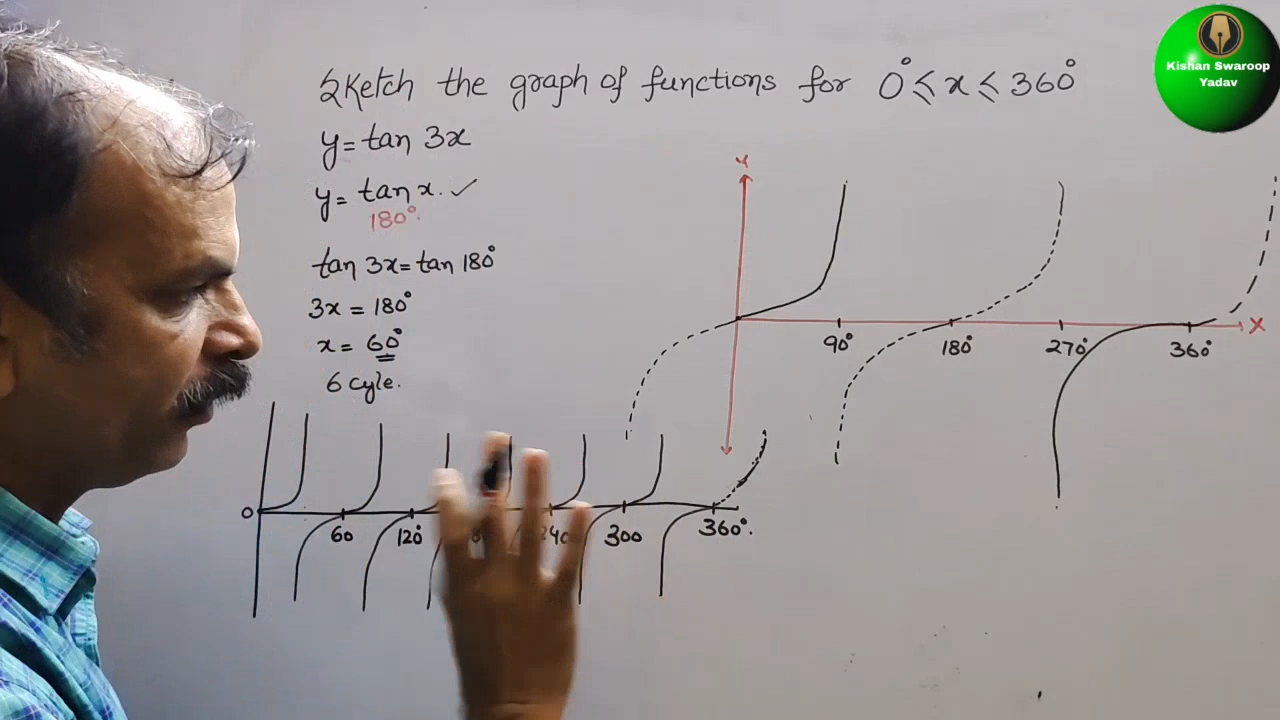 Sketch the graph of functions for 0° ≤ x ≤ 360°
Kishan Swaroop
Yadav
y = tan 3x
y = tan x. ✓
180°.
tan 3x = tan 180°
3x = 180°
x = 60°
6 Cyle.
Y
X
90°
180°
270°
360°
0
60
120°
240
300
360°.